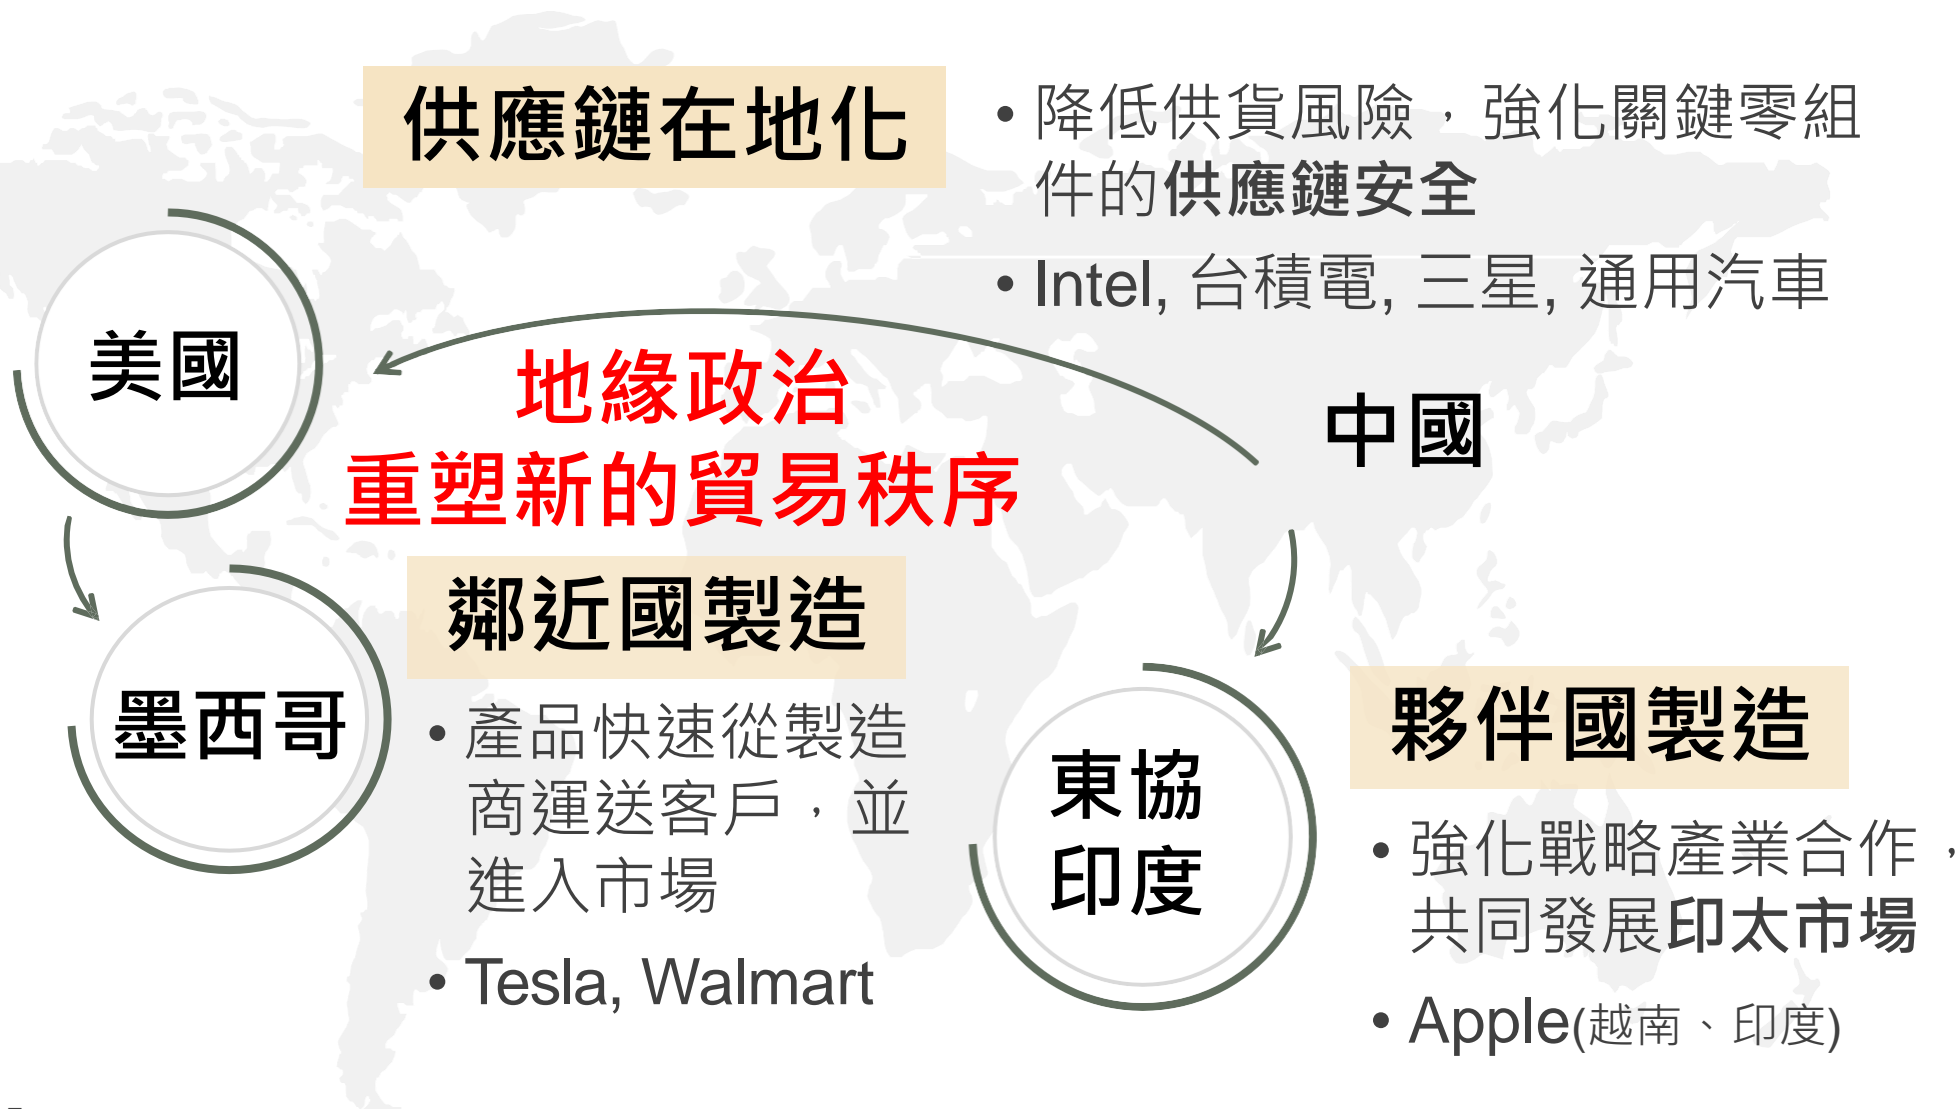 供應鏈在地化
• 降低供貨風險，強化關鍵零組
件的供應鏈安全
• Intel, 台積電, 三星, 通用汽車
美國
地緣政治
重塑新的貿易秩序
中國
鄰近國製造
墨西哥
• 產品快速從製造
商運送客戶，並
進入市場
• Tesla, Walmart
東協
印度
夥伴國製造
• 強化戰略產業合作，
共同發展印太市場
• Apple(越南、印度)